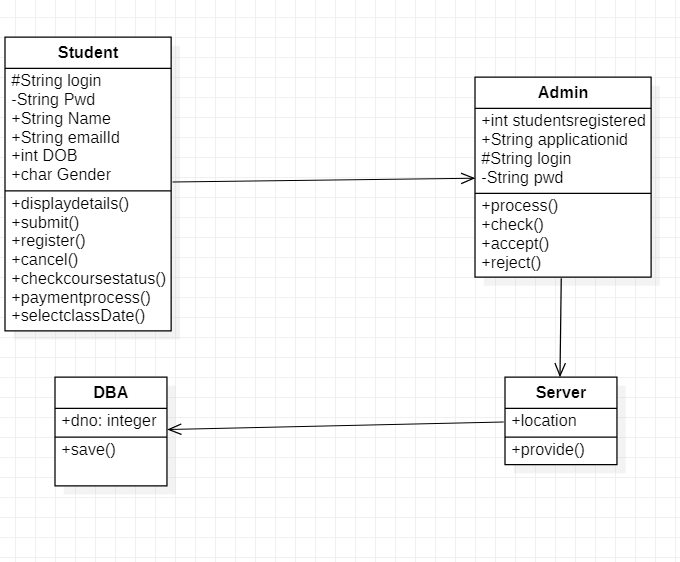 Student
#String login
-String Pwd
+String Name
+String emailId
+int DOB
+char Gender
+displaydetails()
+submit()
+register()
+cancel()
+checkcoursestatus()
+paymentprocess()
+selectclassDate()
Admin
+int studentsregistered
+String applicationid
#String login
-String pwd
+process()
+check()
+accept()
+reject()
DBA
+dno: integer
+save()
Server
+location
+provide()